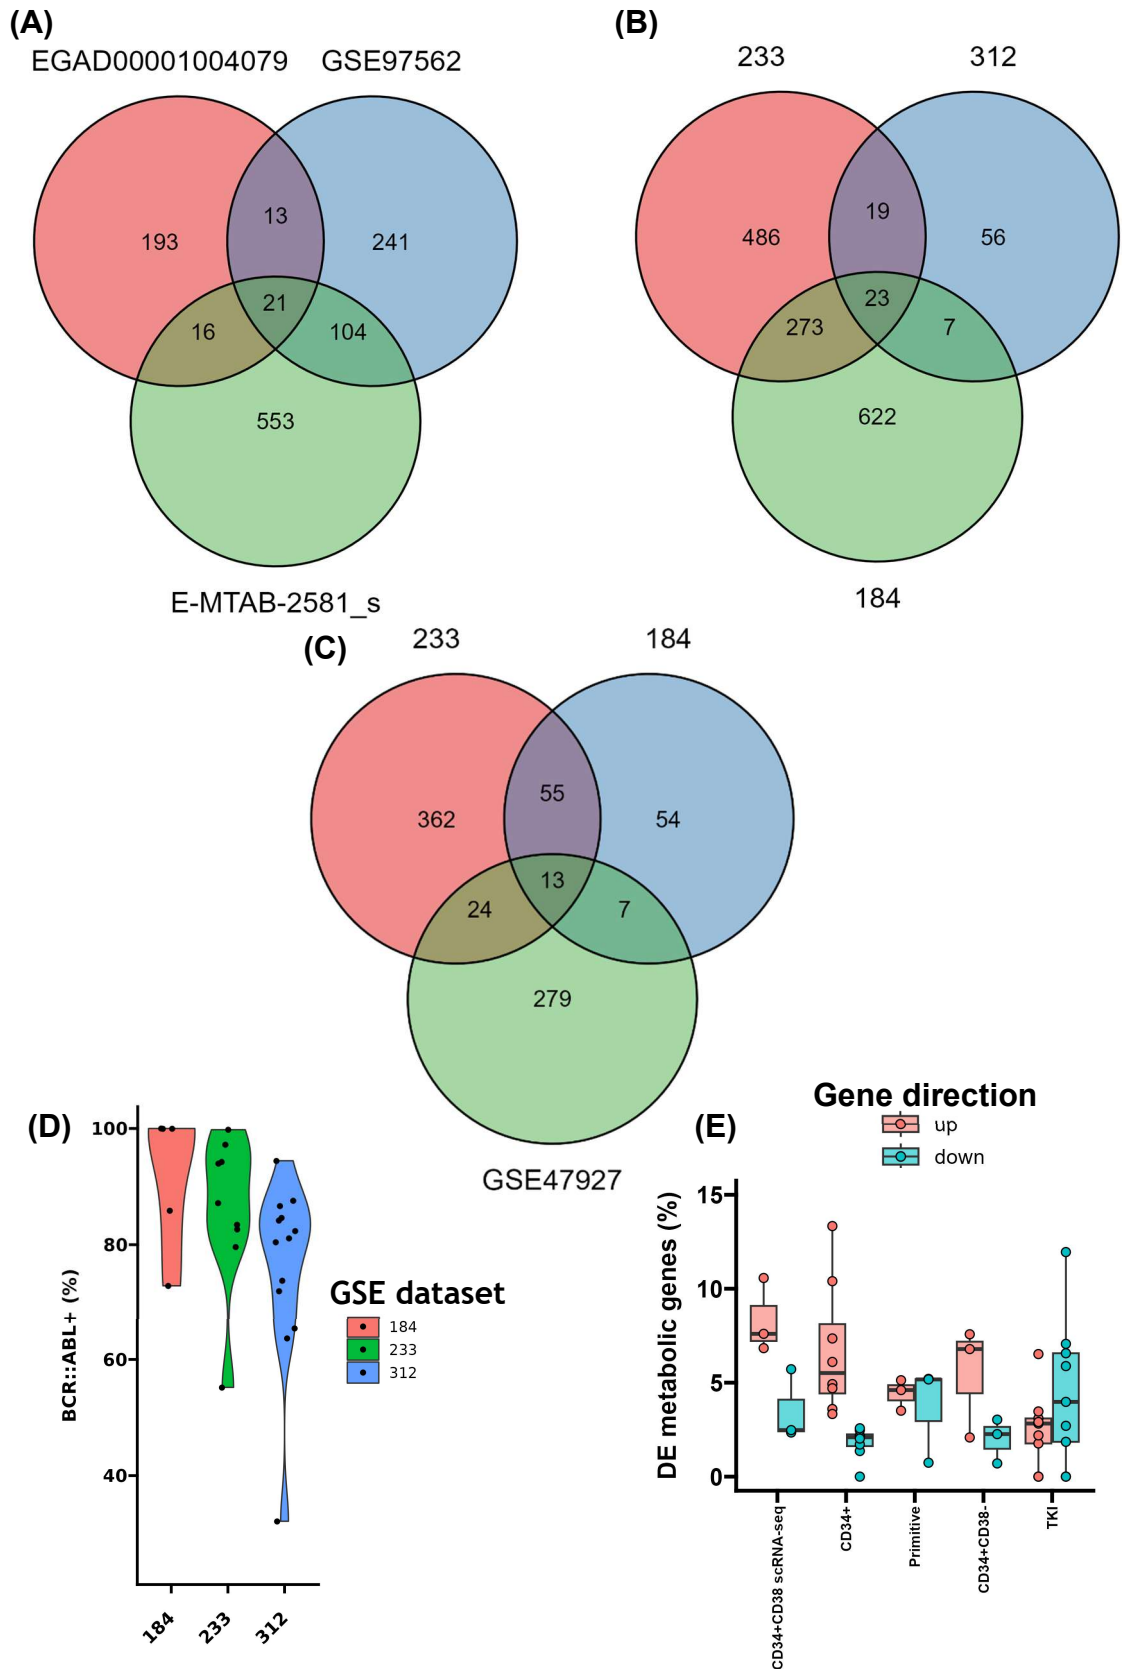 (A)
EGAD00001004079 GSE97562
13
193
241
21
16
104
553
E-MTAB-2581_s
(B)
233 312
19
486
56
23
273
7
622
184
(C)
233 184
55
362
54
13
24
7
279
GSE47927
(D)
BCR::ABL+ (%)
100
80
60
40
184
233
312
GSE dataset
184
233
312
(E)
Gene direction
up
down
DE metabolic genes (%)
15
10
5
0
CD34+CD38 scRNA-seq
CD34+
Primitive
CD34+CD38-
TKI